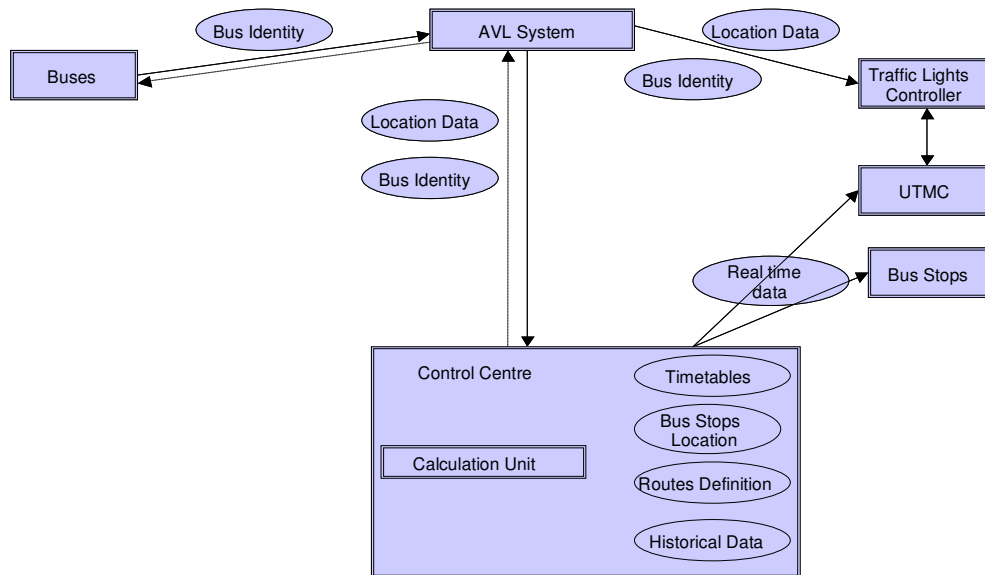 Bus Identity
AVL System
Location Data
Buses
Bus Identity
Traffic Lights
Controller
Location Data
Bus Identity
UTMC
Real time
data
Bus Stops
Control Centre
Timetables
Bus Stops
Location
Calculation Unit
Routes Definition
Historical Data